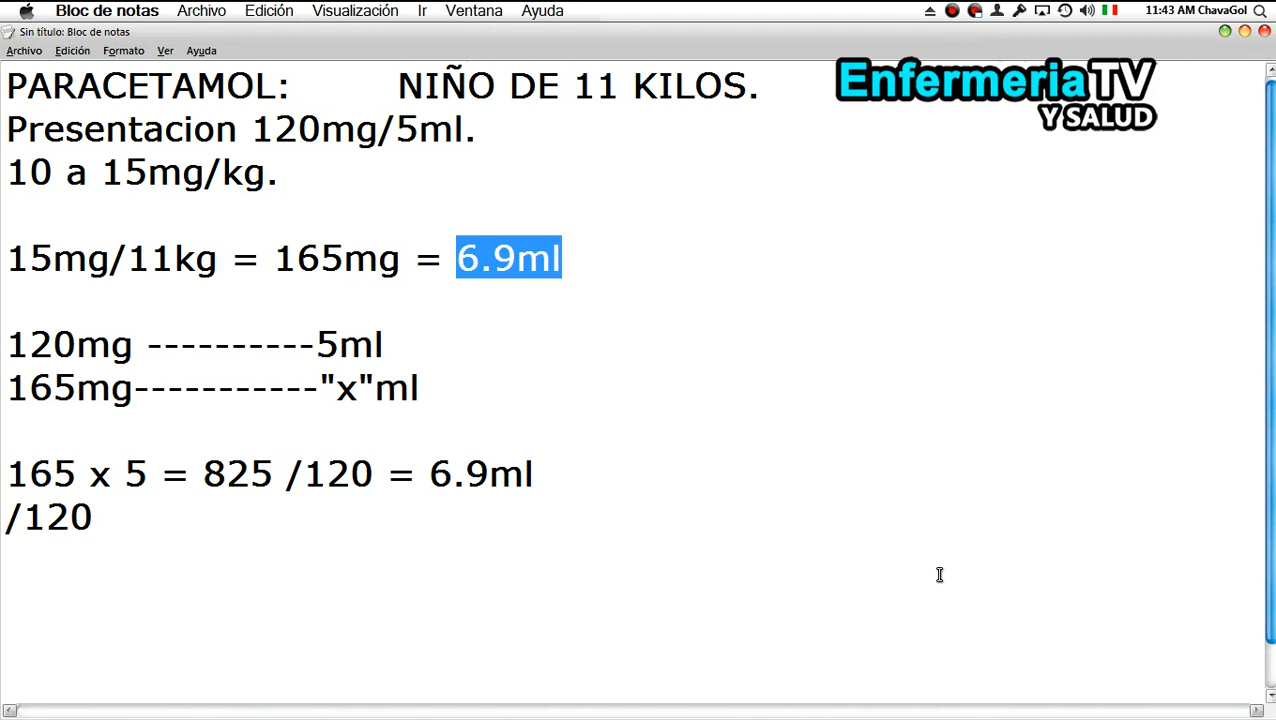 Bloc de notas Archivo Edición Visualización Ir Ventana Ayuda 11:43 AM ChavaGol
Sin título: Bloc de notas
Archivo Edición Formato Ver Ayuda
PARACETAMOL: NIÑO DE 11 KILOS.
EnfermeriaTV
Y SALUD
Presentacion 120mg/5ml.
10 a 15mg/kg.
15mg/11kg = 165mg = 6.9ml
120mg ----------5ml
165mg-----------"x"ml
165 x 5 = 825 /120 = 6.9ml
/120